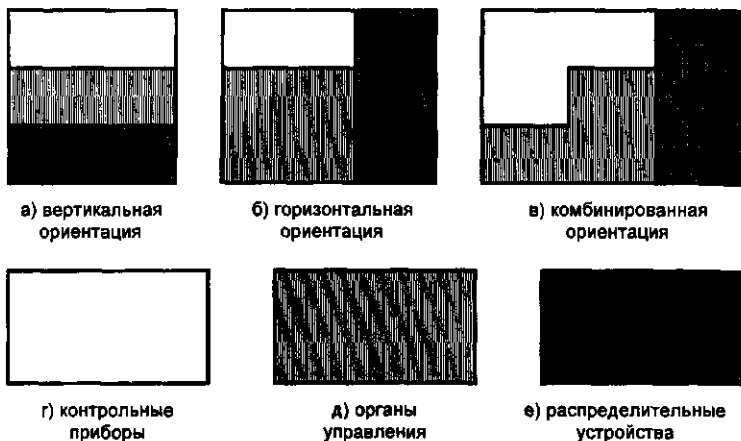 а) вертикальная
ориентация
б) горизонтальная
ориентация
в) комбинированная
ориентация
г) контрольные
приборы
д) органы
управления
е) распределительные
устройства